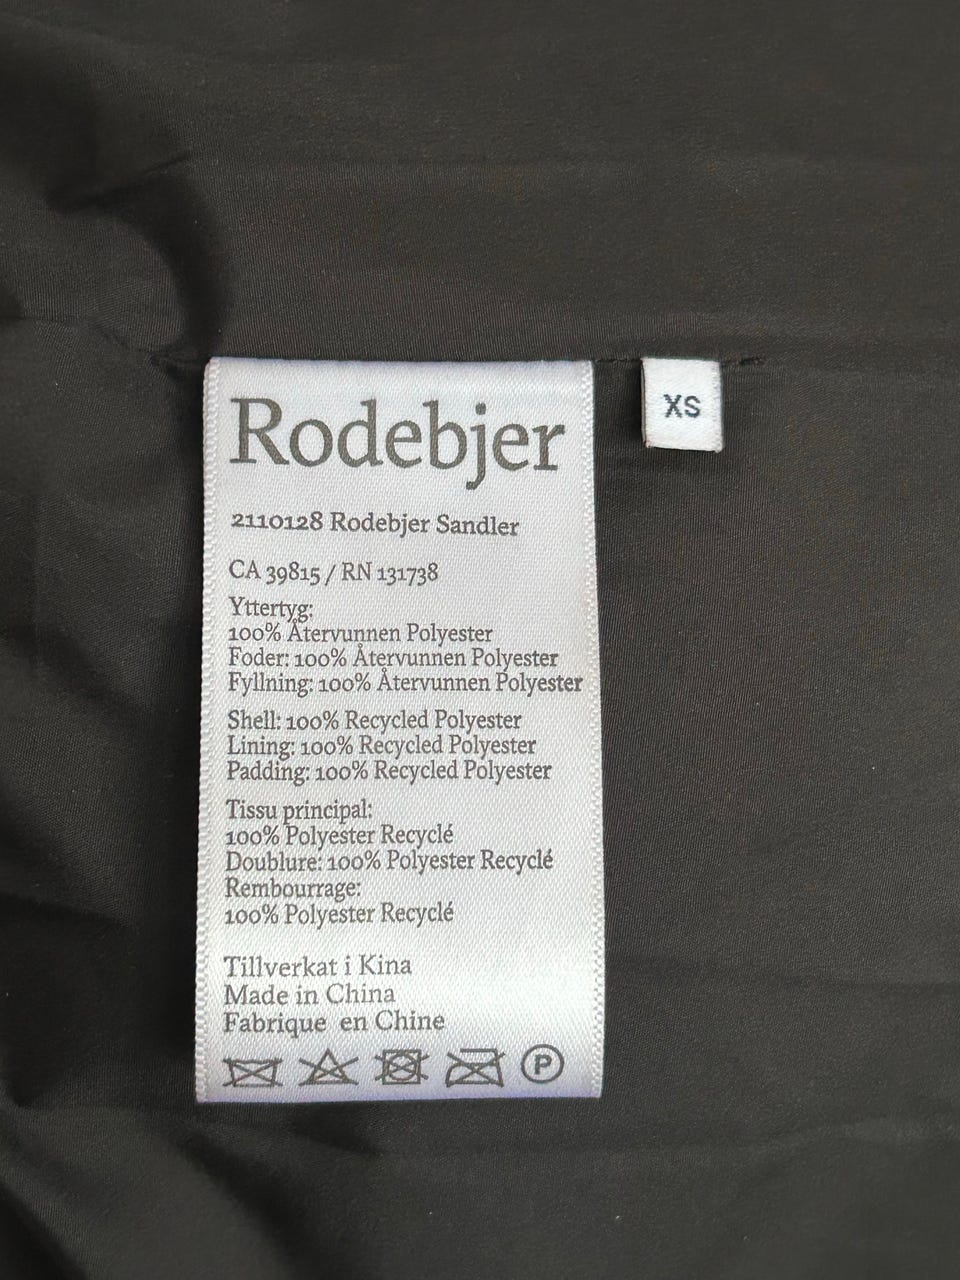 Rodebjer
XS
2110128 Rodebjer Sandler
CA 39815 / RN 131738
Yttertyg:
100% Återvunnen Polyester
Foder: 100% Återvunnen Polyester
Fyllning: 100% Återvunnen Polyester
Shell: 100% Recycled Polyester
Lining: 100% Recycled Polyester
Padding: 100% Recycled Polyester
Tissu principal:
100% Polyester Recyclé
Doublure: 100% Polyester Recyclé
Rembourrage:
100% Polyester Recyclé
Tillverkat i Kina
Made in China
Fabrique en Chine
P